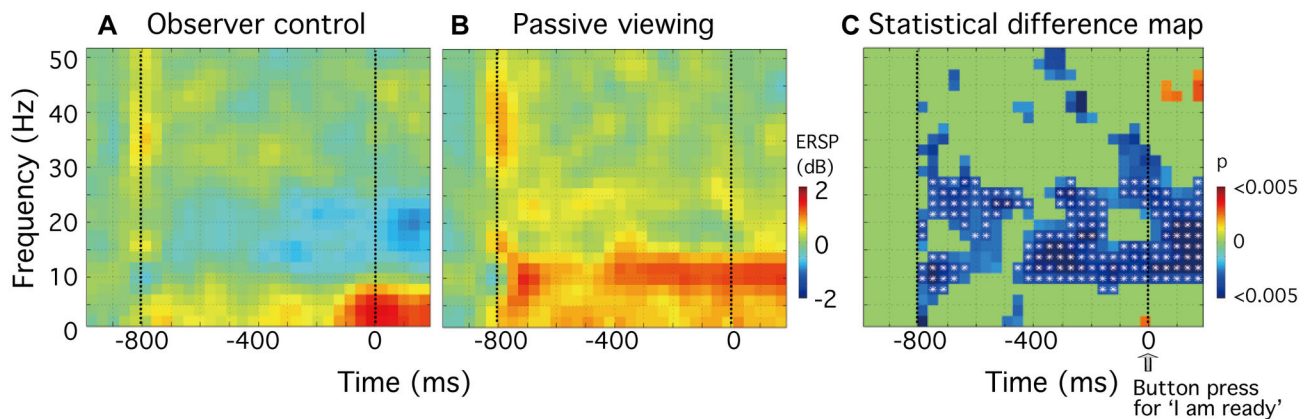 A Observer control
B Passive viewing
C Statistical difference map
Frequency (Hz)
50
40
30
20
10
0
-800
-400
0
-800
-400
0
Time (ms)
ERSP
(dB)
2
0
-2
-800
-400
0
Time (ms)
p
<0.005
0
<0.005
Button press
for 'I am ready'